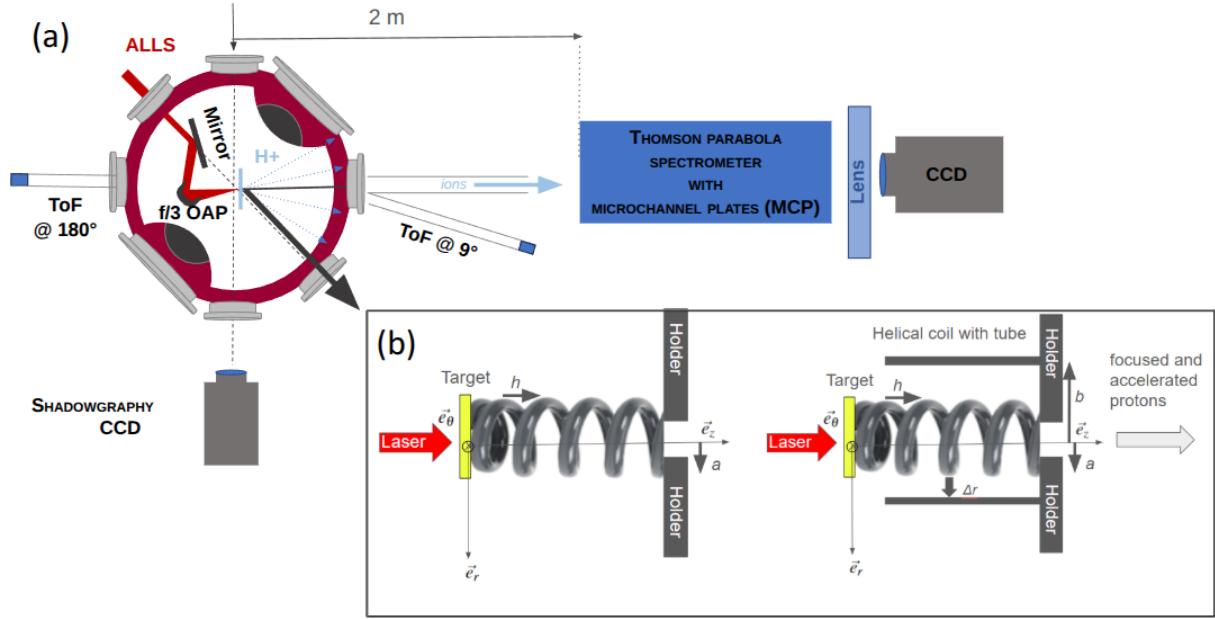 (a)
2 m
ALLS
Mirror
H+
f/3 OAP
ToF
@ 180°
ions
ToF @ 9°
THOMSON PARABOLA
SPECTROMETER
WITH
MICROCHANNEL PLATES (MCP)
Lens
CCD
SHADOWGRAPHY
CCD
(b)
Target
h
Laser
e⃗θ
e⃗z
a
e⃗r
Holder
Holder
Helical coil with tube
Target
h
Laser
e⃗θ
b
e⃗z
a
Δr
e⃗r
Holder
Holder
focused and
accelerated
protons